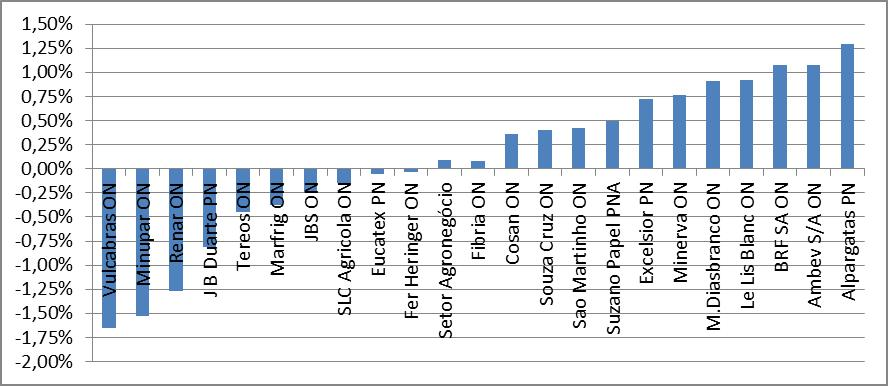 1,50%
1,25%
1,00%
0,75%
0,50%
0,25%
0,00%
-0,25%
-0,50%
-0,75%
-1,00%
-1,25%
-1,50%
-1,75%
-2,00%
Vulcabras ON
Minupar ON
Renar ON
JB Duarte PN
Tereos ON
Marfrig ON
JBS ON
SLC Agricola ON
Eucatex PN
Fer Heringer ON
Setor Agronegócio
Fibria ON
Cosan ON
Souza Cruz ON
Sao Martinho ON
Suzano Papel PNA
Excelsior PN
Minerva ON
M.Diasbranco ON
Le Lis Blanc ON
BRF SA ON
Ambev S/A ON
Alpargatas PN